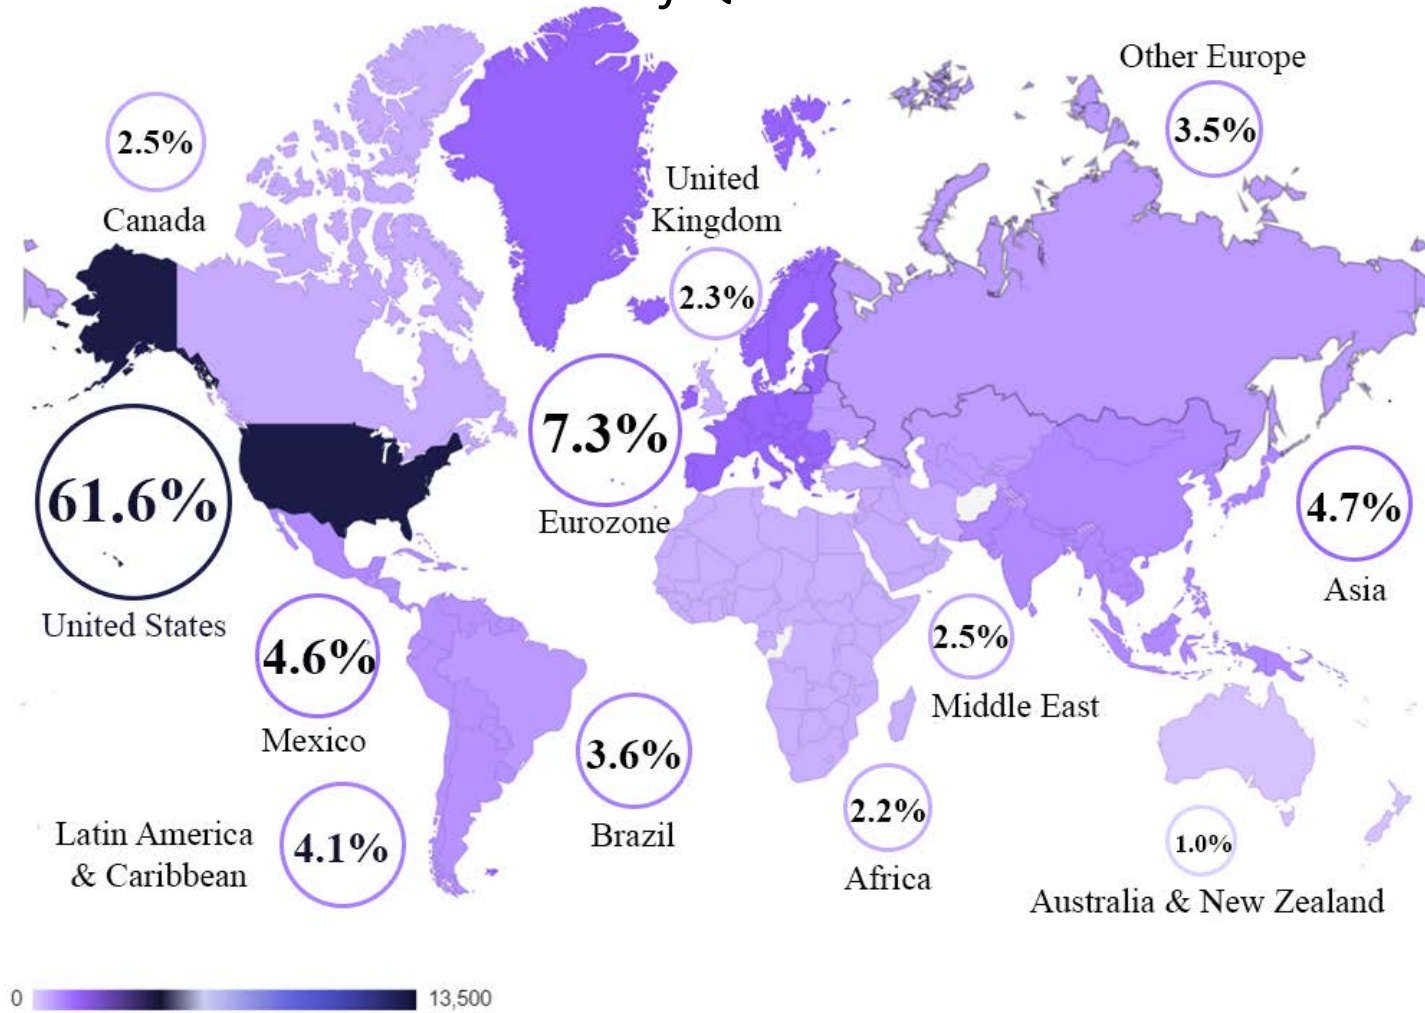 Other Europe
3.5%
2.5%
Canada
United
Kingdom
2.3%
7.3%
Eurozone
61.6%
United States
4.7%
Asia
4.6%
Mexico
2.5%
Middle East
3.6%
Brazil
Latin America
& Caribbean
4.1%
2.2%
Africa
1.0%
Australia & New Zealand
0
13,500